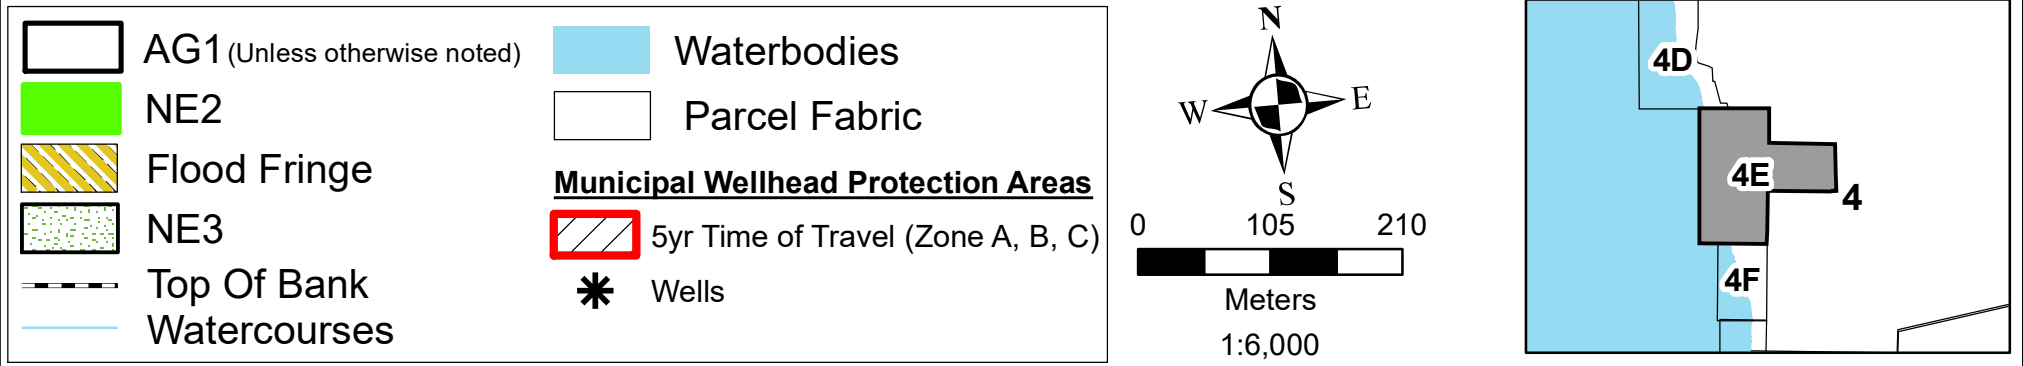 AG1 (Unless otherwise noted)
NE2
Flood Fringe
NE3
Top Of Bank
Watercourses
Waterbodies
Parcel Fabric
Municipal Wellhead Protection Areas
5yr Time of Travel (Zone A, B, C)
Wells
N
W E
S
0 105 210
Meters
1:6,000
4D
4E
4
4F